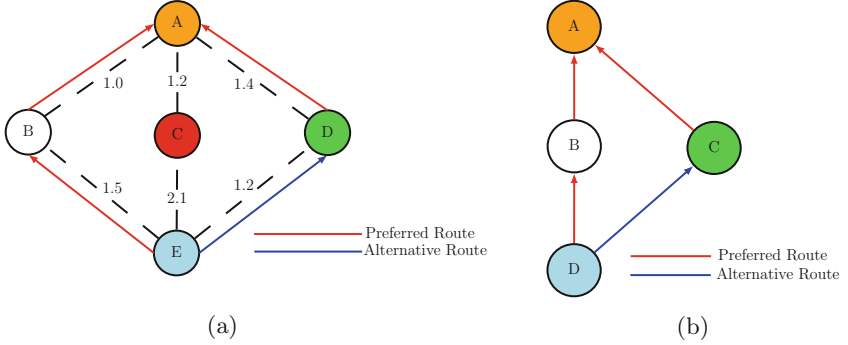 A
1.0
1.2
1.4
B
C
D
1.5
2.1
1.2
E
Preferred Route
Alternative Route
(a)
A
B
C
D
Preferred Route
Alternative Route
(b)